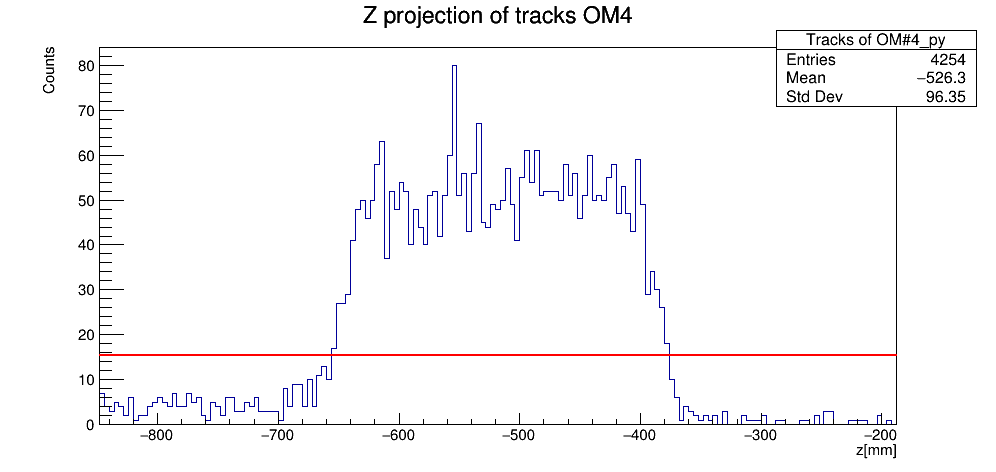 Z projection of tracks OM4
Tracks of OM#4_py
Entries 4254
Mean −526.3
Std Dev 96.35
Counts
80
70
60
50
40
30
20
10
0
−800 −700 −600 −500 −400 −300 −200
z[mm]